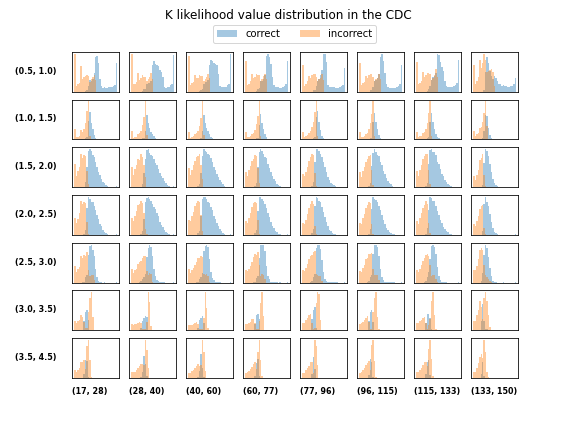 K likelihood value distribution in the CDC
correct incorrect
(0.5, 1.0)
(1.0, 1.5)
(1.5, 2.0)
(2.0, 2.5)
(2.5, 3.0)
(3.0, 3.5)
(3.5, 4.5)
(17, 28) (28, 40) (40, 60) (60, 77) (77, 96) (96, 115) (115, 133) (133, 150)